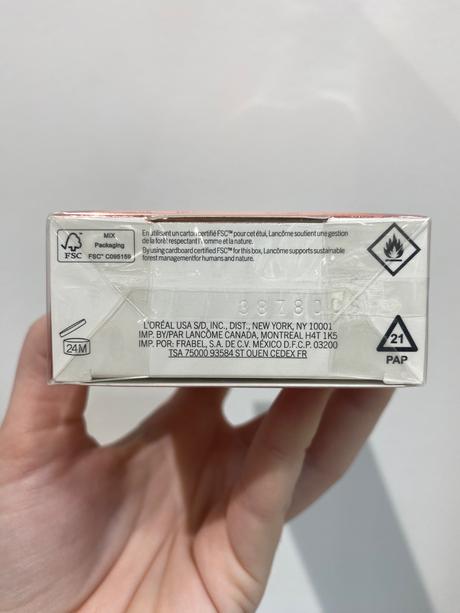 FSC
MIX
Packaging
FSC® C095159
En utilisant un carton certifié FSC™ pour cet étui, Lancôme soutient une gestion
de la forêt respectant l'homme et la nature.
By using cardboard certified FSC™ for this box, Lancôme supports sustainable
forest management for humans and nature.
24M
L'ORÉAL USA S/D, INC., DIST., NEW YORK, NY 10001
IMP. BY/PAR LANCÔME CANADA, MONTREAL H4T 1K5
IMP. POR: FRABEL, S.A. DE C.V. MÉXICO D.F.C.P. 03200
TSA 75000 93584 ST OUEN CEDEX FR
21
PAP